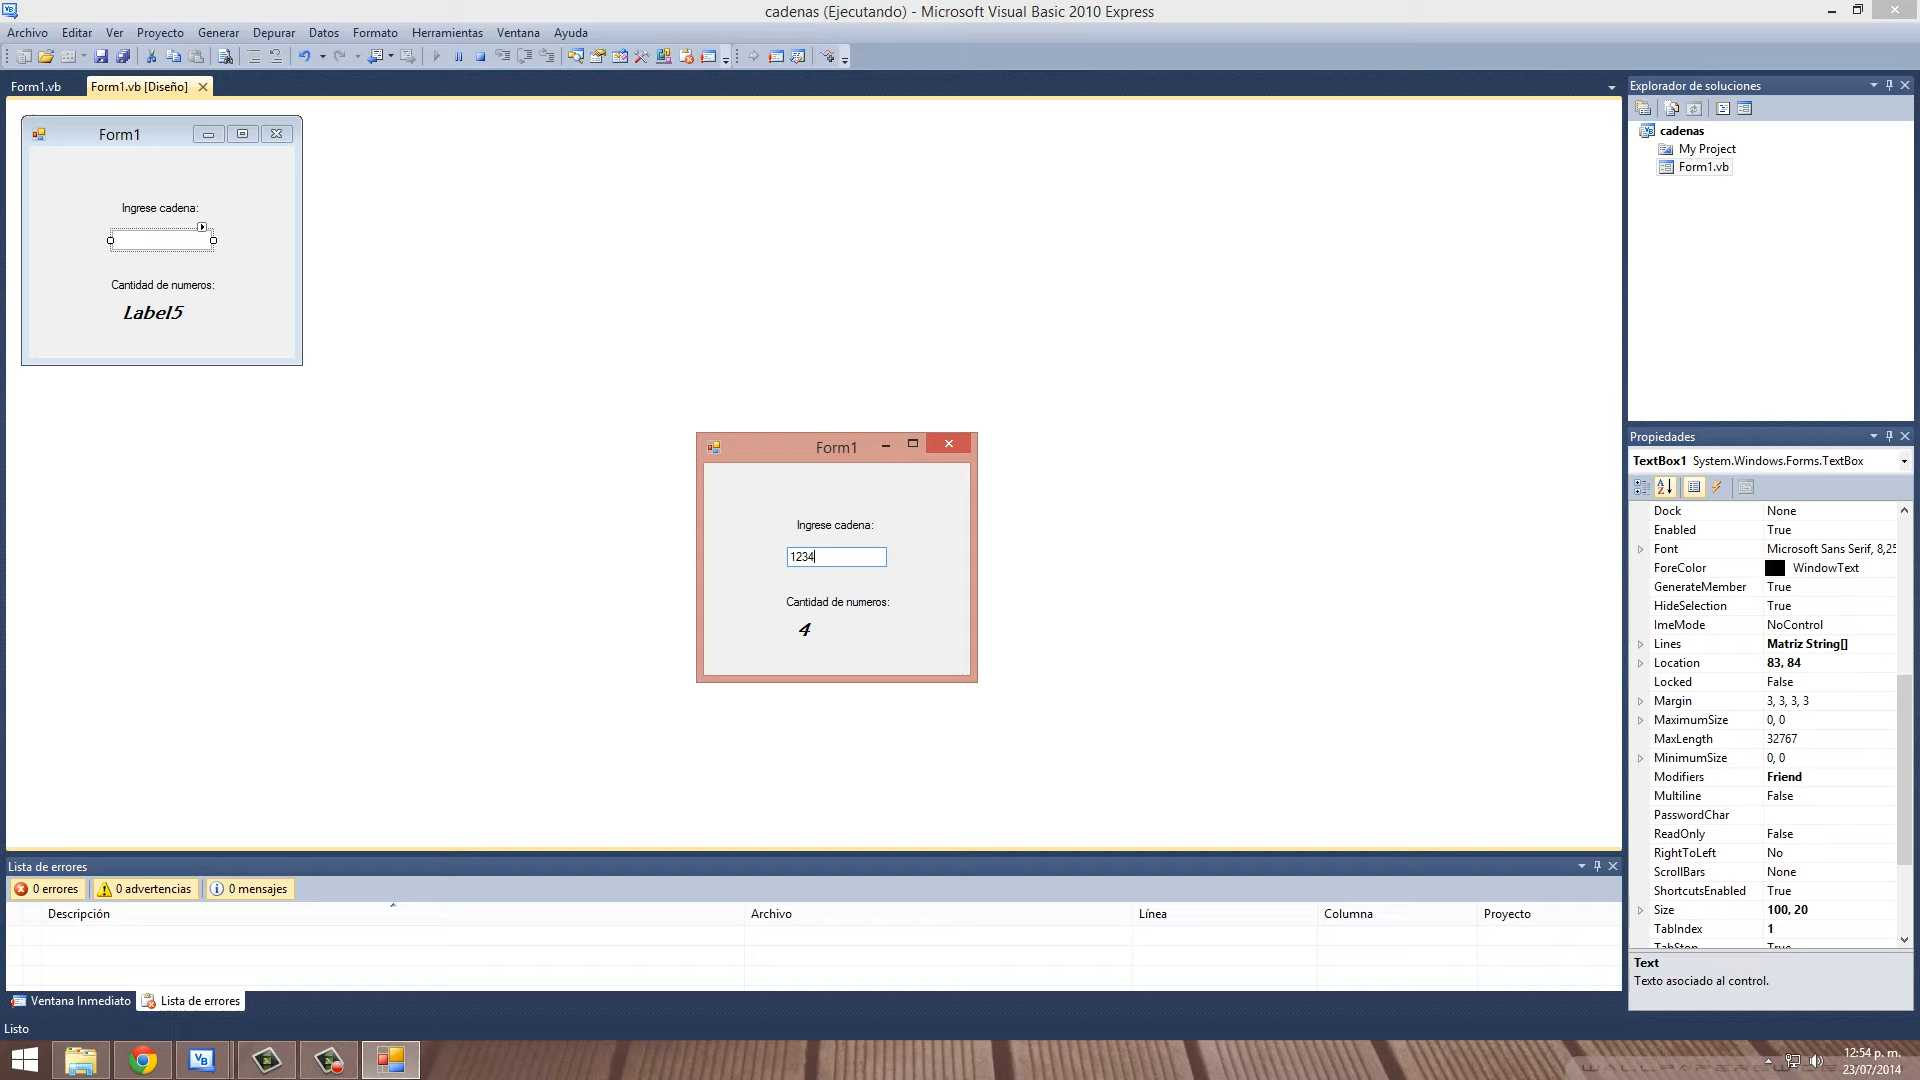 cadenas (Ejecutando) - Microsoft Visual Basic 2010 Express
Archivo Editar Ver Proyecto Generar Depurar Datos Formato Herramientas Ventana Ayuda
Form1.vb Form1.vb [Diseño]
Form1
Ingrese cadena:
Cantidad de numeros:
Label5
Form1
Ingrese cadena:
1234
Cantidad de numeros:
4
Explorador de soluciones
cadenas
My Project
Form1.vb
Propiedades
TextBox1 System.Windows.Forms.TextBox
Dock None
Enabled True
Font Microsoft Sans Serif, 8,25
ForeColor WindowText
GenerateMember True
HideSelection True
ImeMode NoControl
Lines Matriz String[]
Location 83, 84
Locked False
Margin 3, 3, 3, 3
MaximumSize 0, 0
MaxLength 32767
MinimumSize 0, 0
Modifiers Friend
Multiline False
PasswordChar
ReadOnly False
RightToLeft No
ScrollBars None
ShortcutsEnabled True
Size 100, 20
TabIndex 1
TabStop True
Text
Texto asociado al control.
Lista de errores
0 errores 0 advertencias 0 mensajes
Descripción Archivo Línea Columna Proyecto
Ventana Inmediato Lista de errores
Listo
12:54 p. m.
23/07/2014